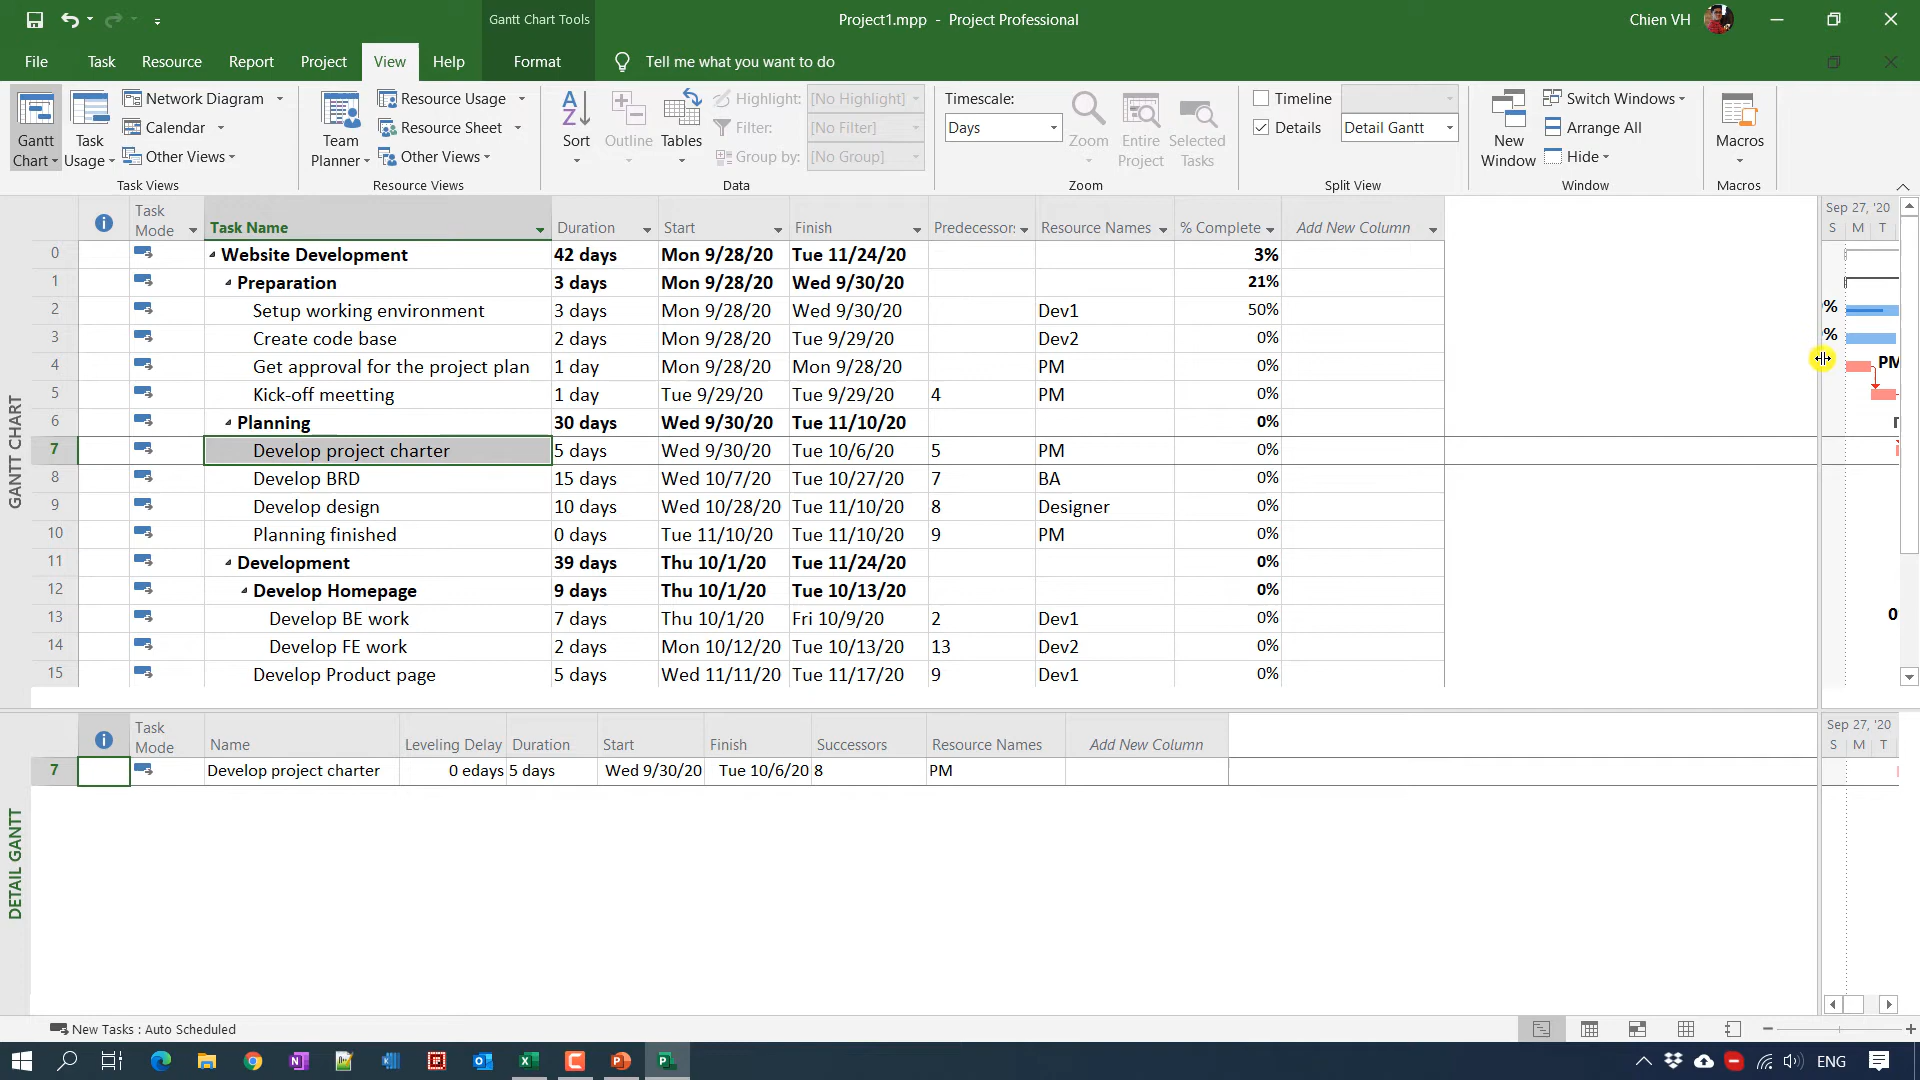 Gantt Chart Tools
Project1.mpp - Project Professional
Chien VH
File Task Resource Report Project View Help Format Tell me what you want to do
Gantt Chart
Task Usage
Network Diagram
Calendar
Other Views
Task Views
Team Planner
Resource Usage
Resource Sheet
Other Views
Resource Views
Sort
Outline
Tables
Highlight: [No Highlight]
Filter: [No Filter]
Group by: [No Group]
Data
Timescale:
Days
Zoom
Entire Project
Selected Tasks
Zoom
Timeline
Details Detail Gantt
Split View
New Window
Switch Windows
Arrange All
Hide
Window
Macros
Macros
GANTT CHART
Task Mode Task Name Duration Start Finish Predecessors Resource Names % Complete Add New Column
Sep 27, '20
S M T
0 Website Development 42 days Mon 9/28/20 Tue 11/24/20 3%
1 Preparation 3 days Mon 9/28/20 Wed 9/30/20 21%
2 Setup working environment 3 days Mon 9/28/20 Wed 9/30/20 Dev1 50% %
3 Create code base 2 days Mon 9/28/20 Tue 9/29/20 Dev2 0% %
4 Get approval for the project plan 1 day Mon 9/28/20 Mon 9/28/20 PM 0% PM
5 Kick-off meetting 1 day Tue 9/29/20 Tue 9/29/20 4 PM 0%
6 Planning 30 days Wed 9/30/20 Tue 11/10/20 0%
7 Develop project charter 5 days Wed 9/30/20 Tue 10/6/20 5 PM 0%
8 Develop BRD 15 days Wed 10/7/20 Tue 10/27/20 7 BA 0%
9 Develop design 10 days Wed 10/28/20 Tue 11/10/20 8 Designer 0%
10 Planning finished 0 days Tue 11/10/20 Tue 11/10/20 9 PM 0%
11 Development 39 days Thu 10/1/20 Tue 11/24/20 0%
12 Develop Homepage 9 days Thu 10/1/20 Tue 10/13/20 0%
13 Develop BE work 7 days Thu 10/1/20 Fri 10/9/20 2 Dev1 0% 0
14 Develop FE work 2 days Mon 10/12/20 Tue 10/13/20 13 Dev2 0%
15 Develop Product page 5 days Wed 11/11/20 Tue 11/17/20 9 Dev1 0%
DETAIL GANTT
Task Mode Name Leveling Delay Duration Start Finish Successors Resource Names Add New Column
Sep 27, '20
S M T
7 Develop project charter 0 edays 5 days Wed 9/30/20 Tue 10/6/20 8 PM
New Tasks : Auto Scheduled
ENG